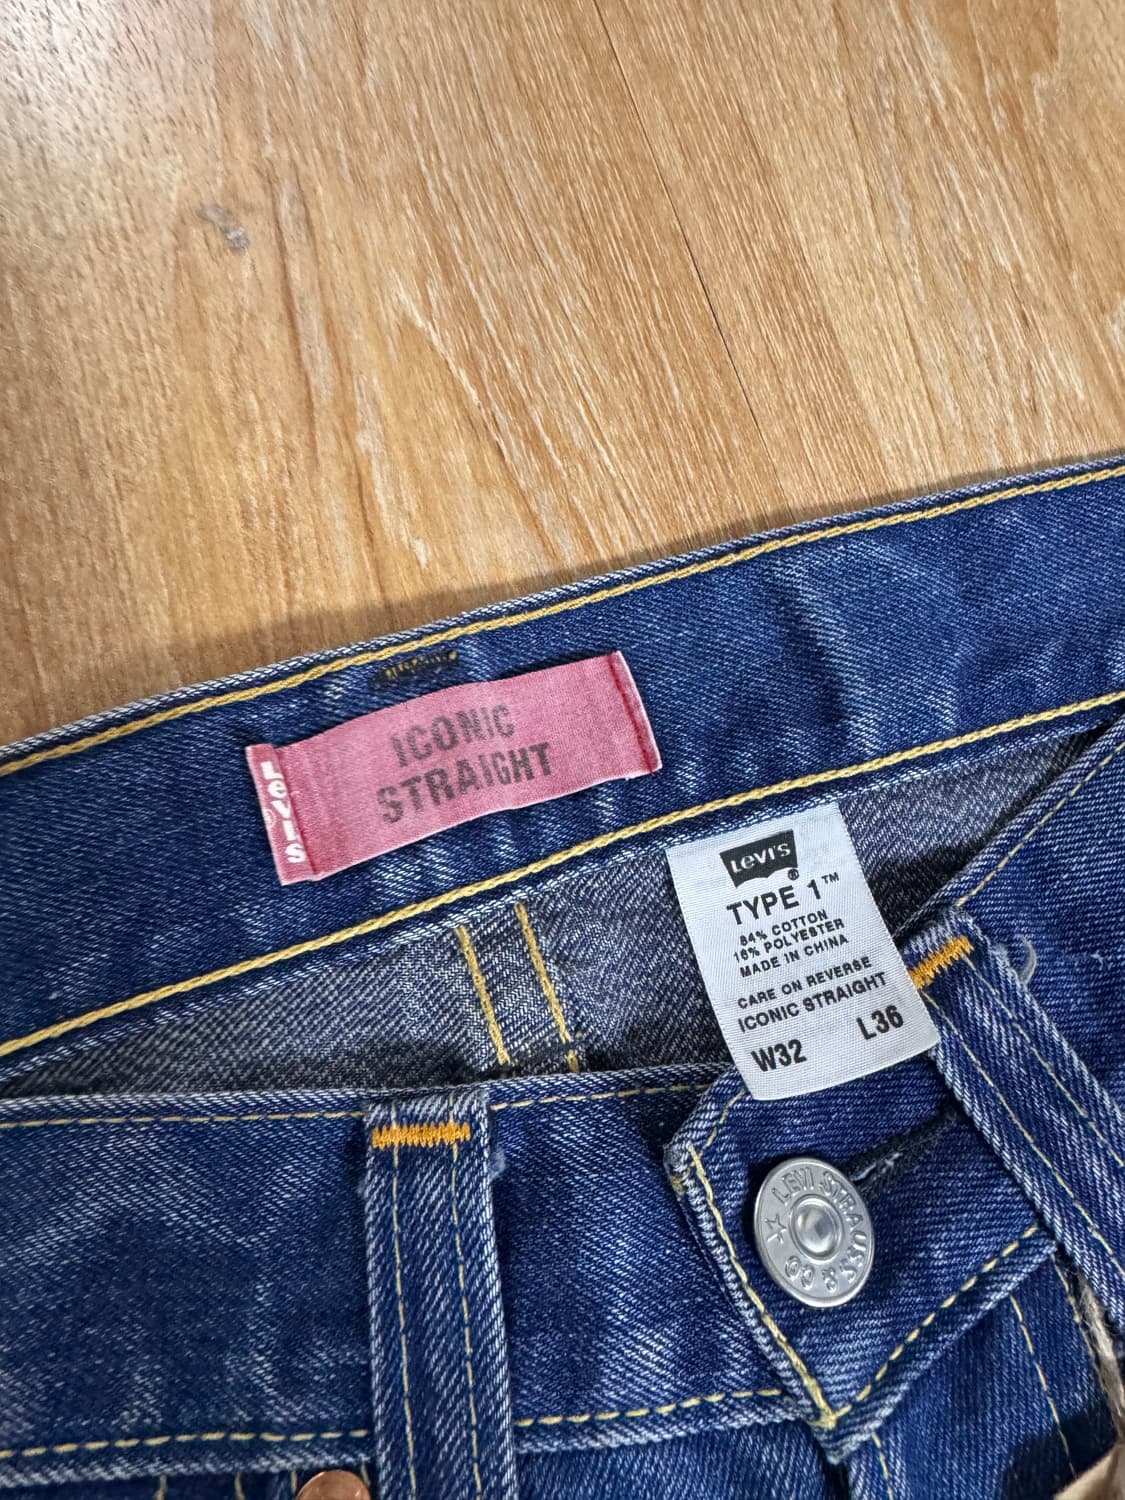 ICONIC
STRAIGHT
LEVI'S
LEVI'S
®
TYPE 1™
84% COTTON
16% POLYESTER
MADE IN CHINA
CARE ON REVERSE
ICONIC STRAIGHT
W32 L36
LEVI STRAUSS & CO